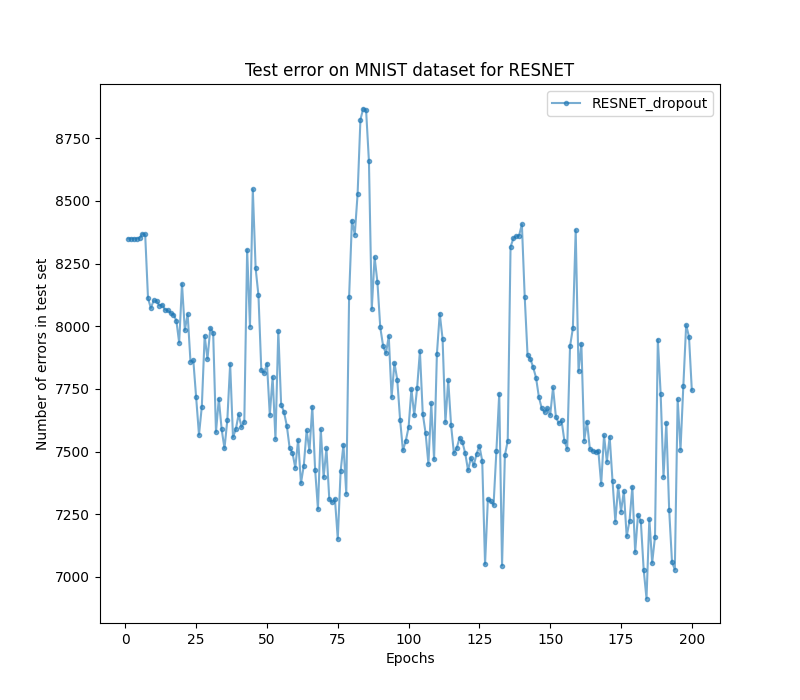 Test error on MNIST dataset for RESNET
RESNET_dropout
Number of errors in test set
8750
8500
8250
8000
7750
7500
7250
7000
0 25 50 75 100 125 150 175 200
Epochs